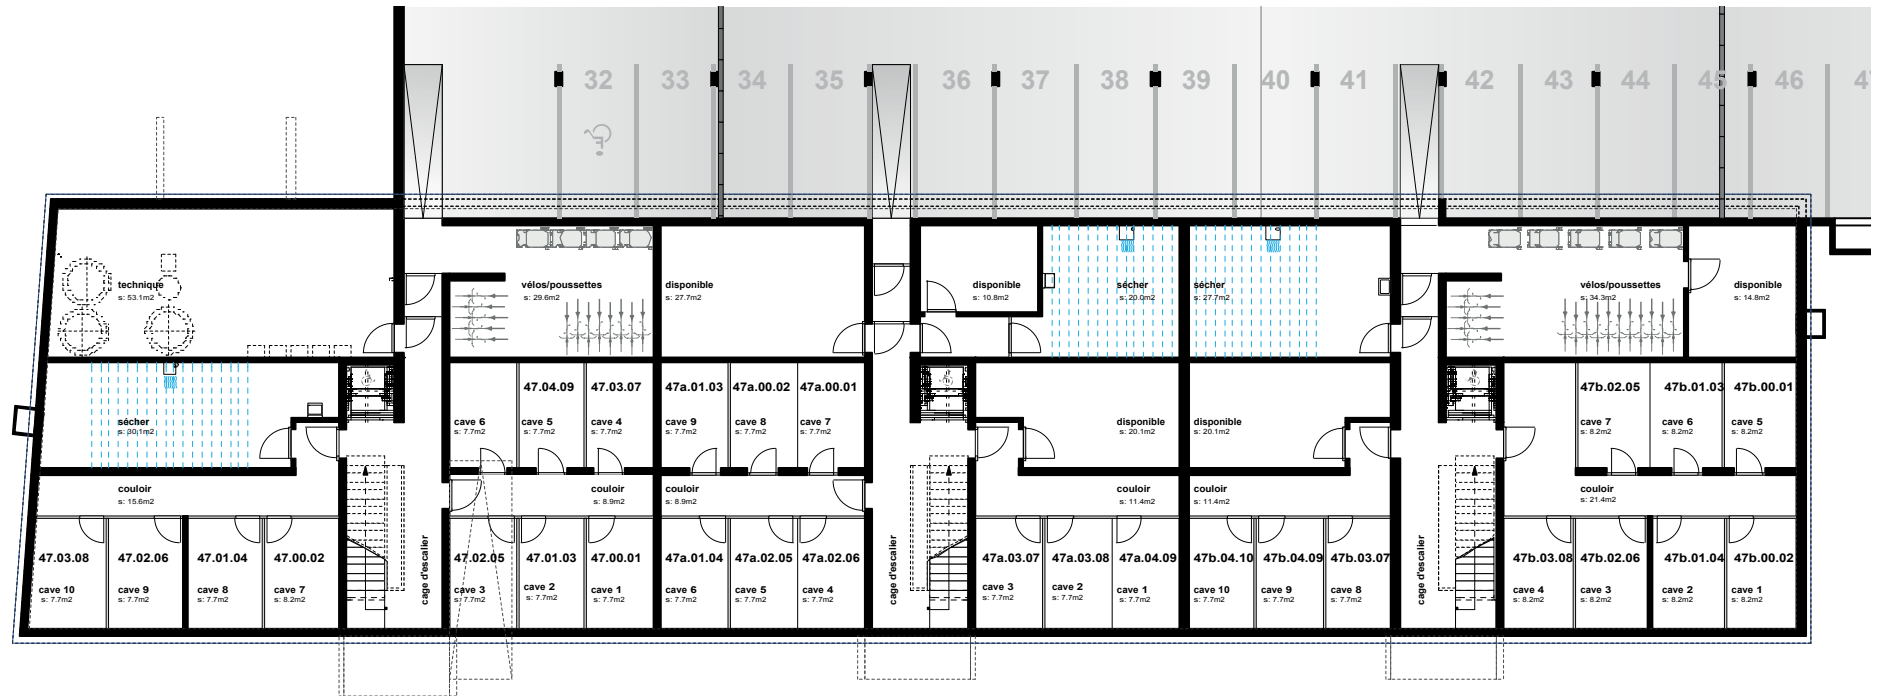 32
33
34
35
36
37
38
39
40
41
42
43
44
45
46
technique
s: 53.1m2
vélos/poussettes
s: 29.6m2
disponible
s: 27.7m2
disponible
s: 10.8m2
sécher
s: 20.0m2
sécher
s: 27.7m2
vélos/poussettes
s: 34.3m2
disponible
s: 14.8m2
sécher
s: 30.1m2
cave 6
s: 7.7m2
47.04.09
cave 5
s: 7.7m2
47.03.07
cave 4
s: 7.7m2
47a.01.03
cave 9
s: 7.7m2
47a.00.02
cave 8
s: 7.7m2
47a.00.01
cave 7
s: 7.7m2
disponible
s: 20.1m2
disponible
s: 20.1m2
47b.02.05
cave 7
s: 8.2m2
47b.01.03
cave 6
s: 8.2m2
47b.00.01
cave 5
s: 8.2m2
couloir
s: 15.6m2
couloir
s: 8.9m2
couloir
s: 8.9m2
couloir
s: 11.4m2
couloir
s: 11.4m2
couloir
s: 21.4m2
47.03.08
cave 10
s: 7.7m2
47.02.06
cave 9
s: 7.7m2
47.01.04
cave 8
s: 7.7m2
47.00.02
cave 7
s: 8.2m2
cage d'escalier
47.02.05
cave 3
s: 7.7m2
47.01.03
cave 2
s: 7.7m2
47.00.01
cave 1
s: 7.7m2
47a.01.04
cave 6
s: 7.7m2
47a.02.05
cave 5
s: 7.7m2
47a.02.06
cave 4
s: 7.7m2
cage d'escalier
47a.03.07
cave 3
s: 7.7m2
47a.03.08
cave 2
s: 7.7m2
47a.04.09
cave 1
s: 7.7m2
47b.04.10
cave 10
s: 7.7m2
47b.04.09
cave 9
s: 7.7m2
47b.03.07
cave 8
s: 7.7m2
cage d'escalier
47b.03.08
cave 4
s: 8.2m2
47b.02.06
cave 3
s: 8.2m2
47b.01.04
cave 2
s: 8.2m2
47b.00.02
cave 1
s: 8.2m2